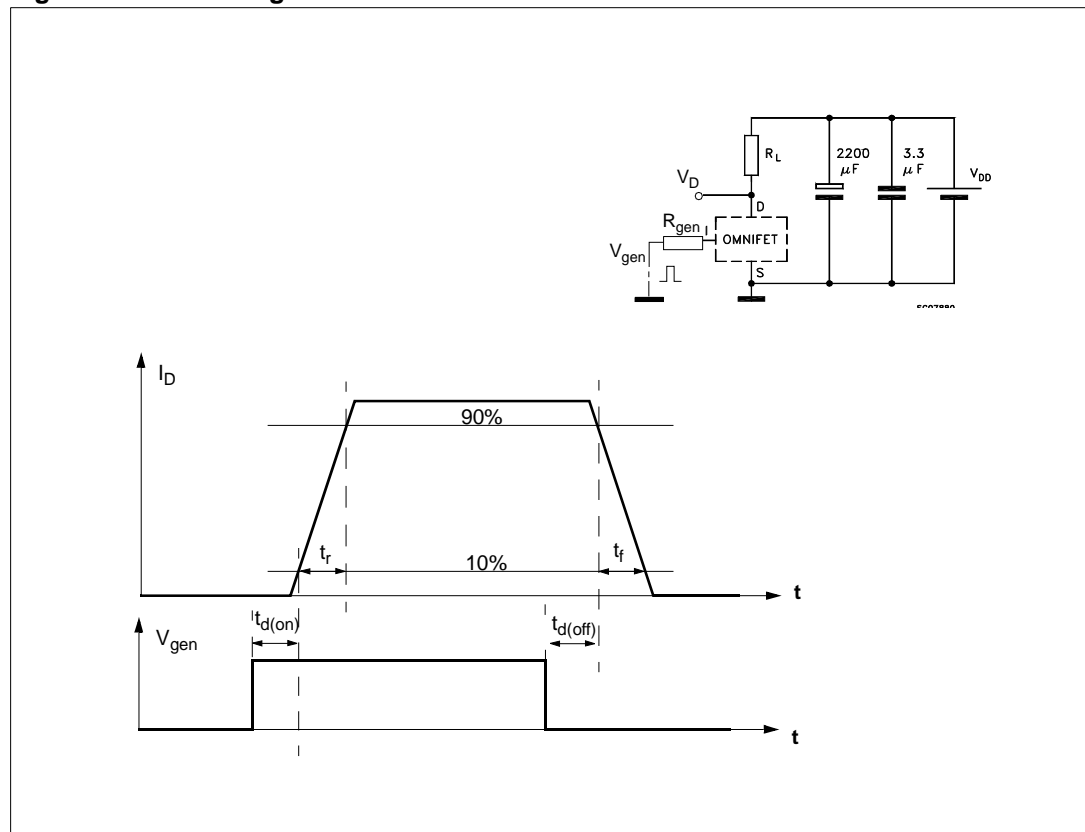 R_L
2200 µF
3.3 µF
V_DD
V_D
D
R_gen
I
OMNIFET
V_gen
S
I_D
90%
t_r
10%
t_f
t
t_d(on)
t_d(off)
V_gen
t